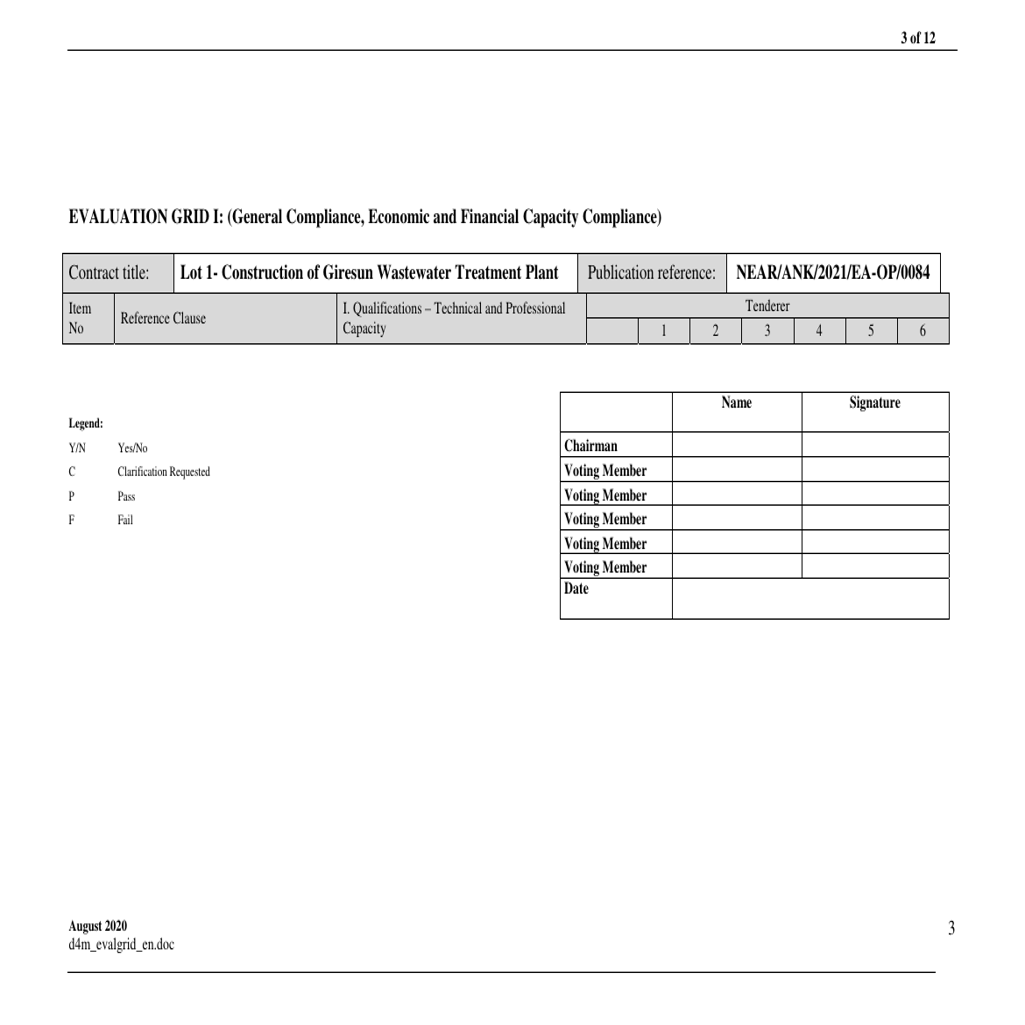 3 of 12
EVALUATION GRID I: (General Compliance, Economic and Financial Capacity Compliance)
Contract title: Lot 1- Construction of Giresun Wastewater Treatment Plant Publication reference: NEAR/ANK/2021/EA-OP/0084
Item No Reference Clause I. Qualifications – Technical and Professional Capacity Tenderer
1 2 3 4 5 6
Legend:
Y/N Yes/No
C Clarification Requested
P Pass
F Fail
Name Signature
Chairman
Voting Member
Voting Member
Voting Member
Voting Member
Voting Member
Date
August 2020
d4m_evalgrid_en.doc
3